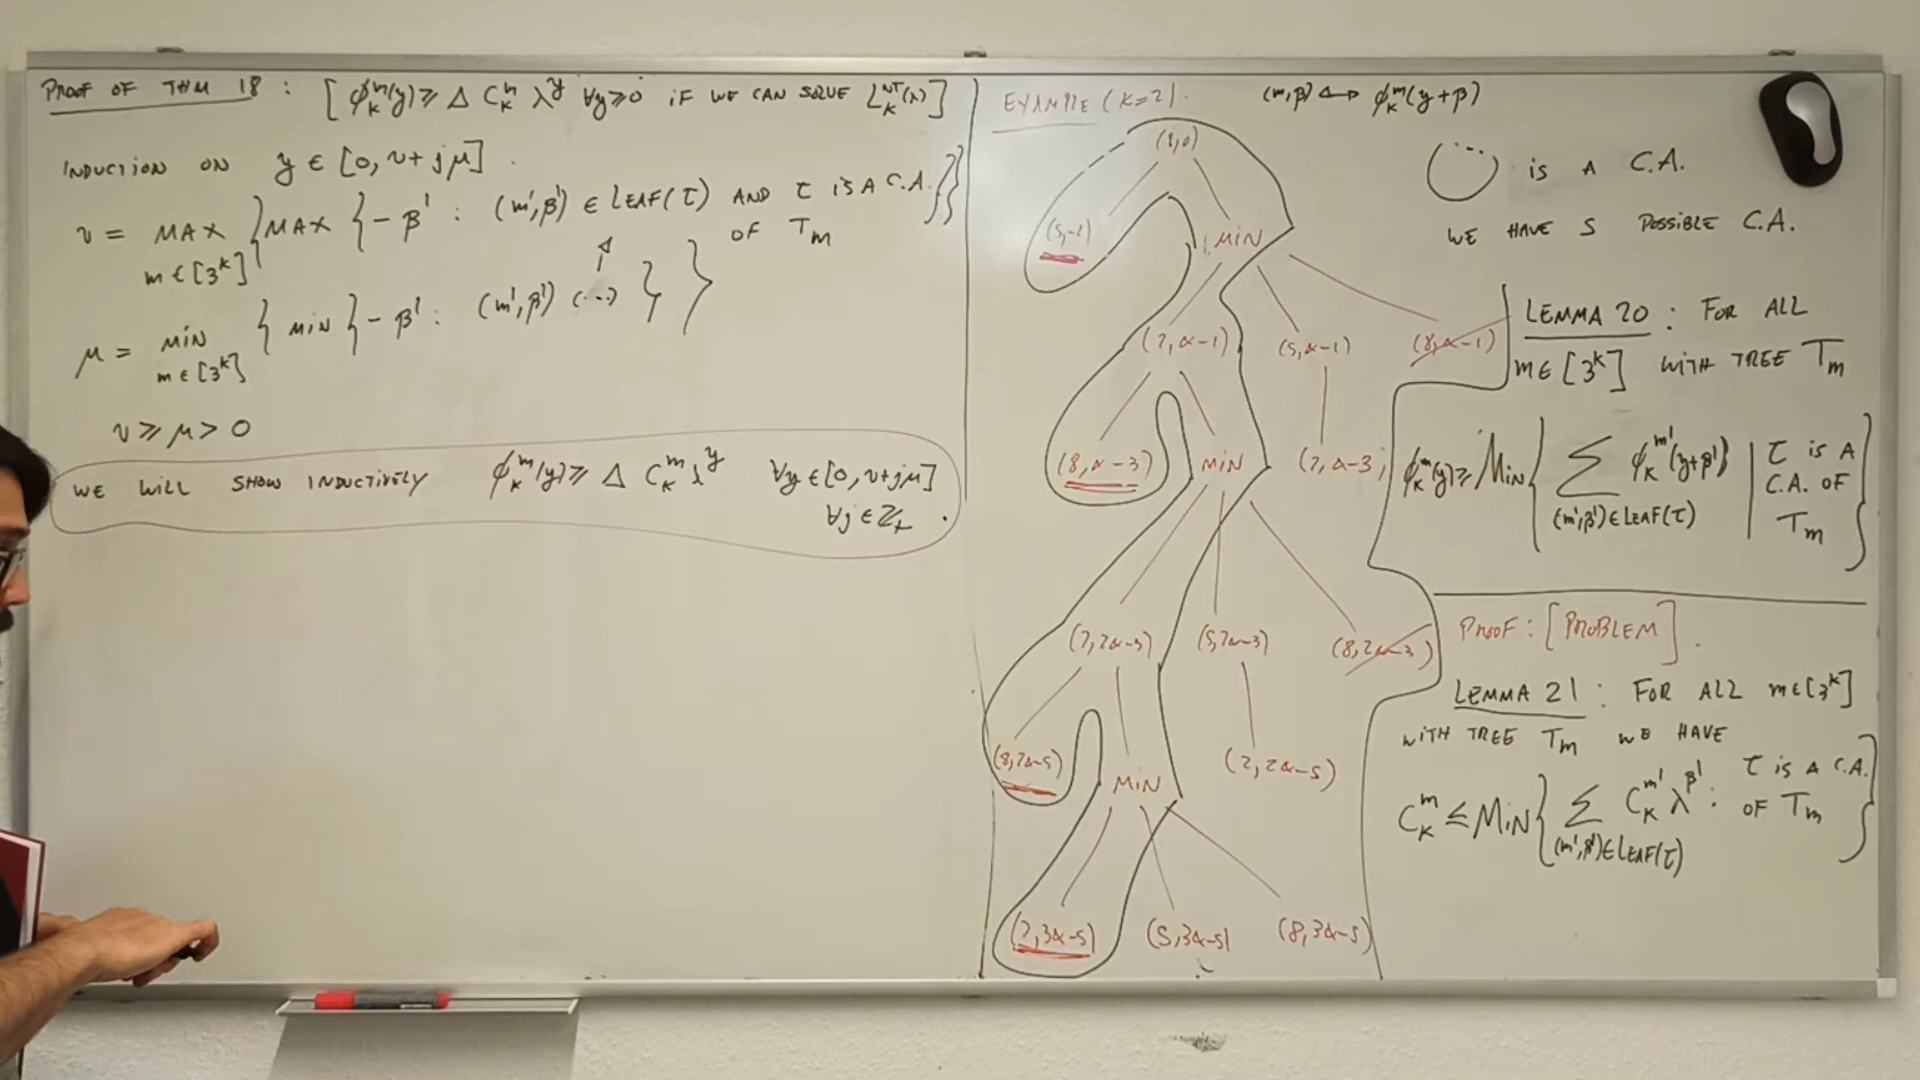 PROOF OF THM 18 : [ ϕ_k^m(y) ≥ Δ C_k^m λ^y ∀y≥0 IF WE CAN SOLVE L_k^NT(λ) ]
INDUCTION ON y ∈ [0, ν + jμ] .
ν = MAX { MAX { -β' : (m',β') ∈ LEAF(τ) AND τ IS A C.A. }}
m ∈ [3^k] OF T_m
μ = MIN { MIN { -β' : (m',β') (...) } }
m ∈ [3^k]
ν ≥ μ > 0
WE WILL SHOW INDUCTIVELY ϕ_k^m(y) ≥ Δ C_k^m λ^y ∀y ∈ [0, ν+jμ]
∀j ∈ Z_+ .
EXAMPLE (K=2). (m,β) ↔ ϕ_k^m(y+β)
(8,0)
(5,-2) MIN
(2,α-1) (5,α-1) (8,α-1)
(8,α-3) MIN (2,α-3)
(2,2α-3) (5,2α-3) (8,2α-3)
(8,2α-5) MIN (2,2α-5)
(2,3α-5) (5,3α-5) (8,3α-5)
IS A C.A.
WE HAVE 5 POSSIBLE C.A.
LEMMA 20 : FOR ALL
m ∈ [3^k] WITH TREE T_m
ϕ_k^m(y) ≥ MIN { Σ ϕ_k^m'(y+β') | τ IS A
(m',β') ∈ LEAF(τ) C.A. OF
T_m }
PROOF : [PROBLEM] .
LEMMA 21 : FOR ALL m ∈ [3^k]
WITH TREE T_m WE HAVE
C_k^m ≤ MIN { Σ C_k^m' λ^β' : τ IS A C.A.
(m',β') ∈ LEAF(τ) OF T_m }